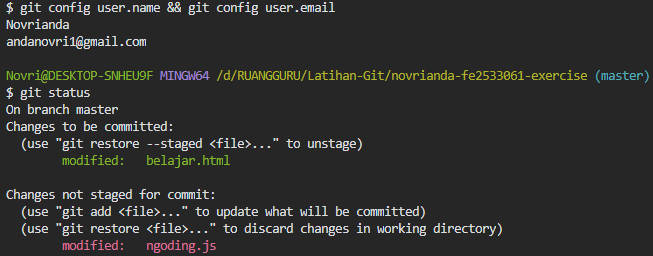 $ git config user.name && git config user.email
Novrianda
andanovri1@gmail.com
Novri@DESKTOP-SNHEU9F MINGW64 /d/RUANGGURU/Latihan-Git/novrianda-fe2533061-exercise (master)
$ git status
On branch master
Changes to be committed:
(use "git restore --staged <file>..." to unstage)
modified: belajar.html
Changes not staged for commit:
(use "git add <file>..." to update what will be committed)
(use "git restore <file>..." to discard changes in working directory)
modified: ngoding.js